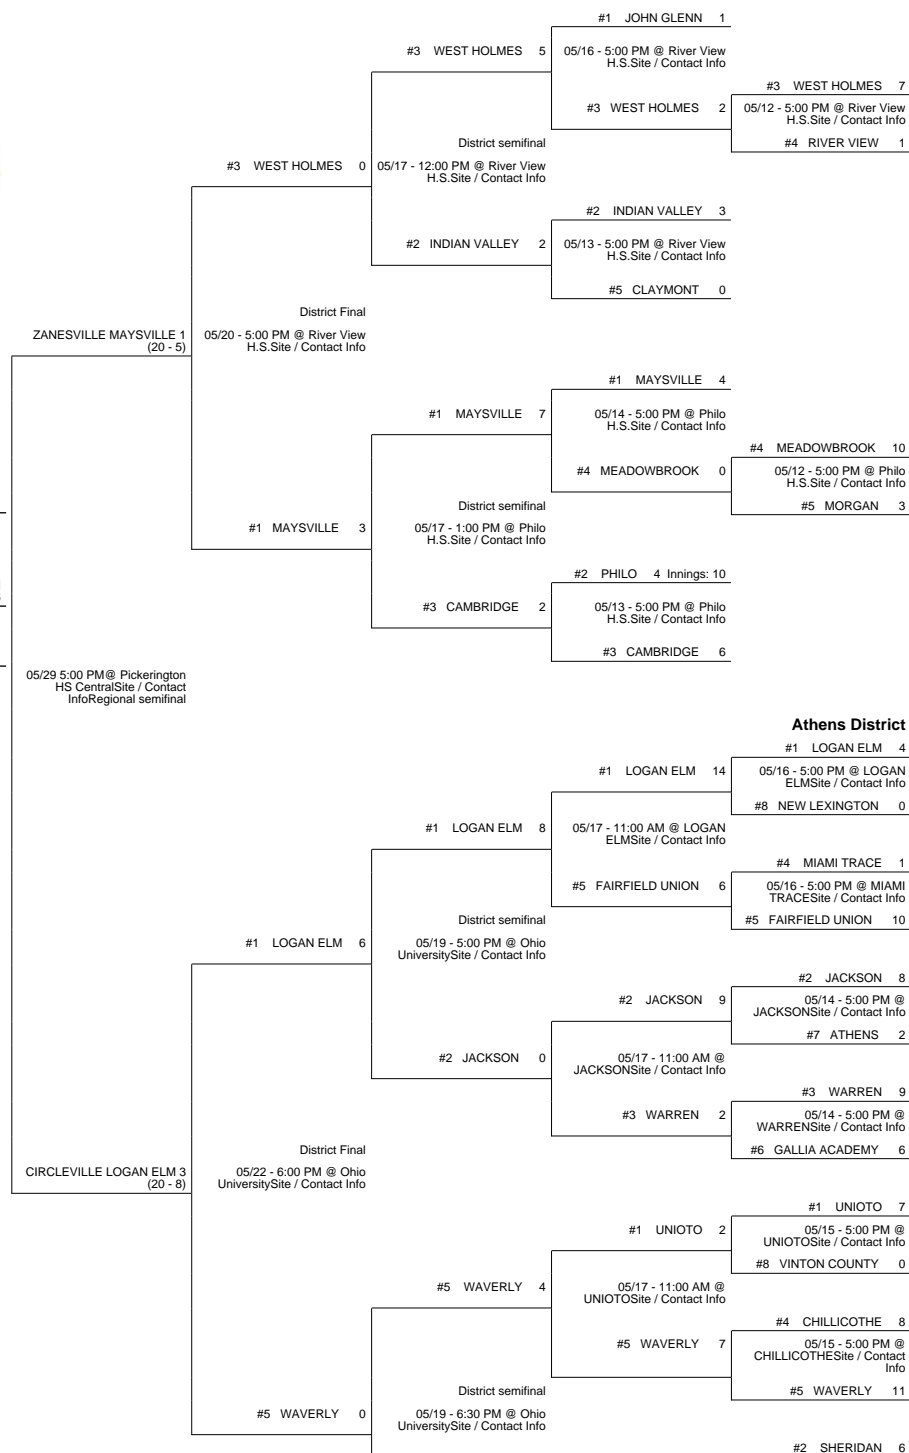 #1 JOHN GLENN 1
#3 WEST HOLMES 5
05/16 - 5:00 PM @ River View
H.S.Site / Contact Info
#3 WEST HOLMES 7
#3 WEST HOLMES 2
05/12 - 5:00 PM @ River View
H.S.Site / Contact Info
#4 RIVER VIEW 1
District semifinal
#3 WEST HOLMES 0
05/17 - 12:00 PM @ River View
H.S.Site / Contact Info
#2 INDIAN VALLEY 3
#2 INDIAN VALLEY 2
05/13 - 5:00 PM @ River View
H.S.Site / Contact Info
#5 CLAYMONT 0
District Final
ZANESVILLE MAYSVILLE 1
(20 - 5)
05/20 - 5:00 PM @ River View
H.S.Site / Contact Info
#1 MAYSVILLE 4
#1 MAYSVILLE 7
05/14 - 5:00 PM @ Philo
H.S.Site / Contact Info
#4 MEADOWBROOK 10
#4 MEADOWBROOK 0
05/12 - 5:00 PM @ Philo
H.S.Site / Contact Info
#5 MORGAN 3
District semifinal
#1 MAYSVILLE 3
05/17 - 1:00 PM @ Philo
H.S.Site / Contact Info
#2 PHILO 4 Innings: 10
#3 CAMBRIDGE 2
05/13 - 5:00 PM @ Philo
H.S.Site / Contact Info
#3 CAMBRIDGE 6
05/29 5:00 PM@ Pickerington
HS CentralSite / Contact
InfoRegional semifinal
Athens District
#1 LOGAN ELM 4
#1 LOGAN ELM 14
05/16 - 5:00 PM @ LOGAN
ELMSite / Contact Info
#8 NEW LEXINGTON 0
#1 LOGAN ELM 8
05/17 - 11:00 AM @ LOGAN
ELMSite / Contact Info
#4 MIAMI TRACE 1
#5 FAIRFIELD UNION 6
05/16 - 5:00 PM @ MIAMI
TRACESite / Contact Info
#5 FAIRFIELD UNION 10
District semifinal
#1 LOGAN ELM 6
05/19 - 5:00 PM @ Ohio
UniversitySite / Contact Info
#2 JACKSON 8
#2 JACKSON 9
05/14 - 5:00 PM @
JACKSONSite / Contact Info
#7 ATHENS 2
#2 JACKSON 0
05/17 - 11:00 AM @
JACKSONSite / Contact Info
#3 WARREN 9
#3 WARREN 2
05/14 - 5:00 PM @
WARRENSite / Contact Info
#6 GALLIA ACADEMY 6
District Final
CIRCLEVILLE LOGAN ELM 3
(20 - 8)
05/22 - 6:00 PM @ Ohio
UniversitySite / Contact Info
#1 UNIOTO 7
#1 UNIOTO 2
05/15 - 5:00 PM @
UNIOTOSite / Contact Info
#8 VINTON COUNTY 0
#5 WAVERLY 4
05/17 - 11:00 AM @
UNIOTOSite / Contact Info
#4 CHILLICOTHE 8
#5 WAVERLY 7
05/15 - 5:00 PM @
CHILLICOTHESite / Contact
Info
#5 WAVERLY 11
District semifinal
#5 WAVERLY 0
05/19 - 6:30 PM @ Ohio
UniversitySite / Contact Info
#2 SHERIDAN 6